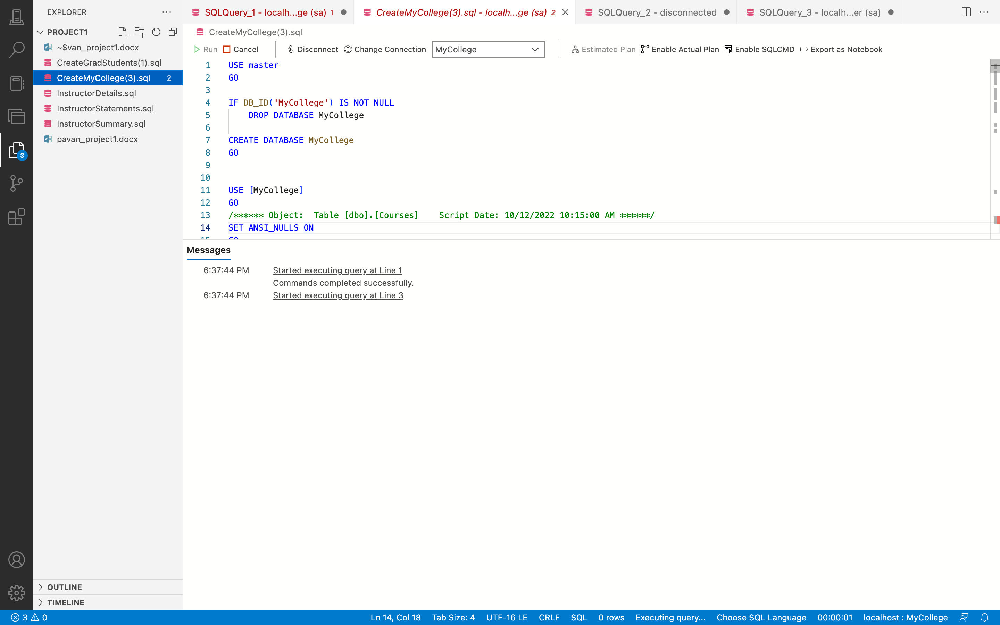 EXPLORER
PROJECT1
~$van_project1.docx
CreateGradStudents(1).sql
CreateMyCollege(3).sql 2
InstructorDetails.sql
InstructorStatements.sql
InstructorSummary.sql
pavan_project1.docx
3
OUTLINE
TIMELINE
SQLQuery_1 - localh...ge (sa) 1
CreateMyCollege(3).sql - localh...ge (sa) 2
SQLQuery_2 - disconnected
SQLQuery_3 - localh...er (sa)
CreateMyCollege(3).sql
Run Cancel Disconnect Change Connection MyCollege Estimated Plan Enable Actual Plan Enable SQLCMD Export as Notebook
1 USE master
2 GO
3
4 IF DB_ID('MyCollege') IS NOT NULL
5 DROP DATABASE MyCollege
6
7 CREATE DATABASE MyCollege
8 GO
9
10
11 USE [MyCollege]
12 GO
13 /****** Object:  Table [dbo].[Courses]    Script Date: 10/12/2022 10:15:00 AM ******/
14 SET ANSI_NULLS ON
15 GO
Messages
6:37:44 PM Started executing query at Line 1
Commands completed successfully.
6:37:44 PM Started executing query at Line 3
3 0 Ln 14, Col 18 Tab Size: 4 UTF-16 LE CRLF SQL 0 rows Executing query... Choose SQL Language 00:00:01 localhost : MyCollege